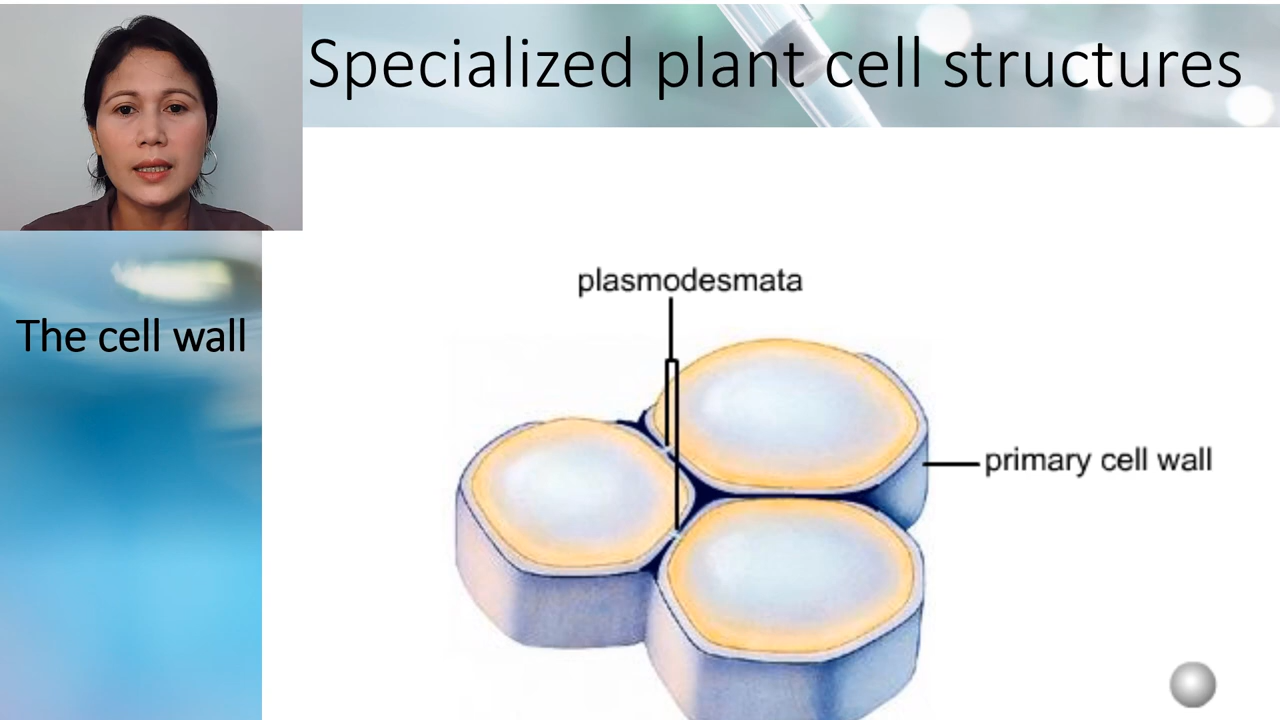 Specialized plant cell structures
The cell wall
plasmodesmata
primary cell wall